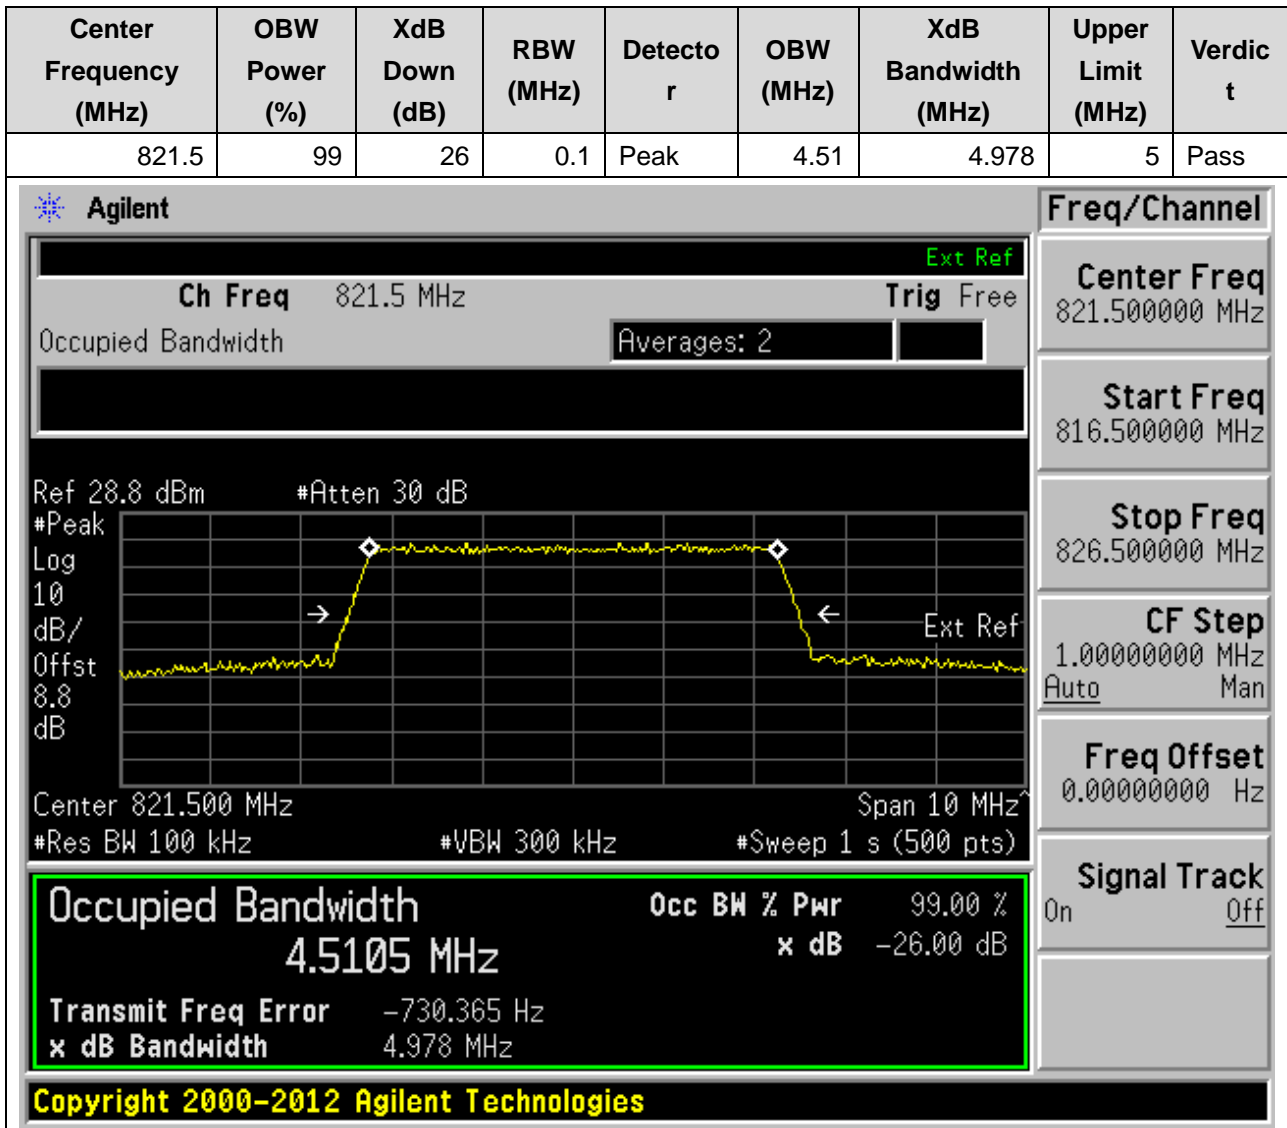 Center Frequency (MHz) OBW Power (%) XdB Down (dB) RBW (MHz) Detecto r OBW (MHz) XdB Bandwidth (MHz) Upper Limit (MHz) Verdic t
821.5 99 26 0.1 Peak 4.51 4.978 5 Pass
Agilent
Freq/Channel
Ext Ref
Ch Freq 821.5 MHz Trig Free
Occupied Bandwidth Averages: 2
Center Freq
821.500000 MHz
Start Freq
816.500000 MHz
Stop Freq
826.500000 MHz
CF Step
1.00000000 MHz
Auto Man
Freq Offset
0.00000000 Hz
Signal Track
On Off
Ref 28.8 dBm #Atten 30 dB
#Peak
Log
10
dB/
Offst
8.8
dB
Ext Ref
Center 821.500 MHz Span 10 MHz^
#Res BW 100 kHz #VBW 300 kHz #Sweep 1 s (500 pts)
Occupied Bandwidth
4.5105 MHz
Occ BW % Pwr 99.00 %
x dB -26.00 dB
Transmit Freq Error -730.365 Hz
x dB Bandwidth 4.978 MHz
Copyright 2000-2012 Agilent Technologies